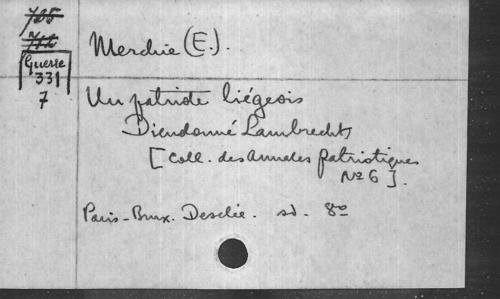 Guerre
331
7
Merchie (E.).
Un patriote liégeois
Dieudonné Lambrecht
[Coll. des annales patriotiques
No 6].
Paris-Brux. Desclée. sd. 8o